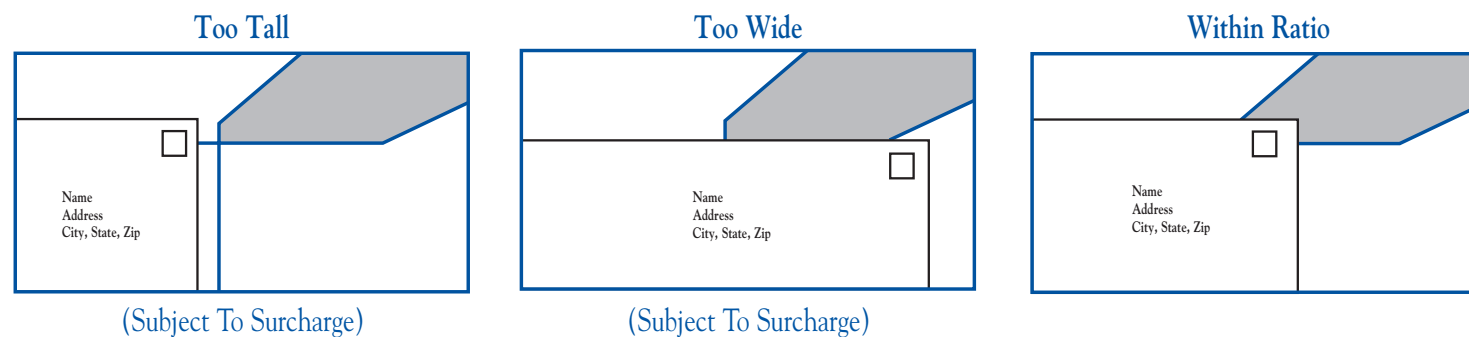 Too Tall
Name
Address
City, State, Zip
(Subject To Surcharge)
Too Wide
Name
Address
City, State, Zip
(Subject To Surcharge)
Within Ratio
Name
Address
City, State, Zip